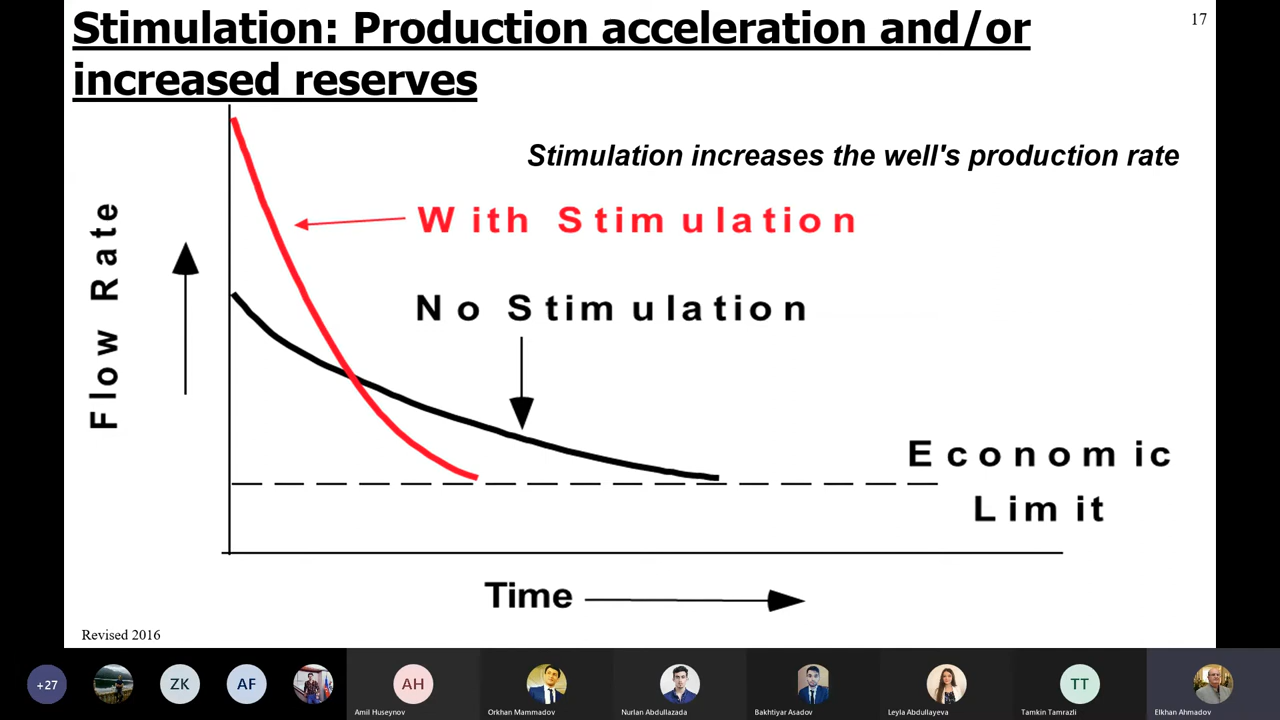 Stimulation: Production acceleration and/or
increased reserves
17
Stimulation increases the well's production rate
With Stimulation
No Stimulation
Flow Rate
Economic
Limit
Time
Revised 2016
+27
ZK
AF
AH
TT
Amil Huseynov
Orkhan Mammadov
Nurlan Abdullazada
Bakhtiyar Asadov
Leyla Abdullayeva
Tamkin Tamrazli
Elkhan Ahmadov